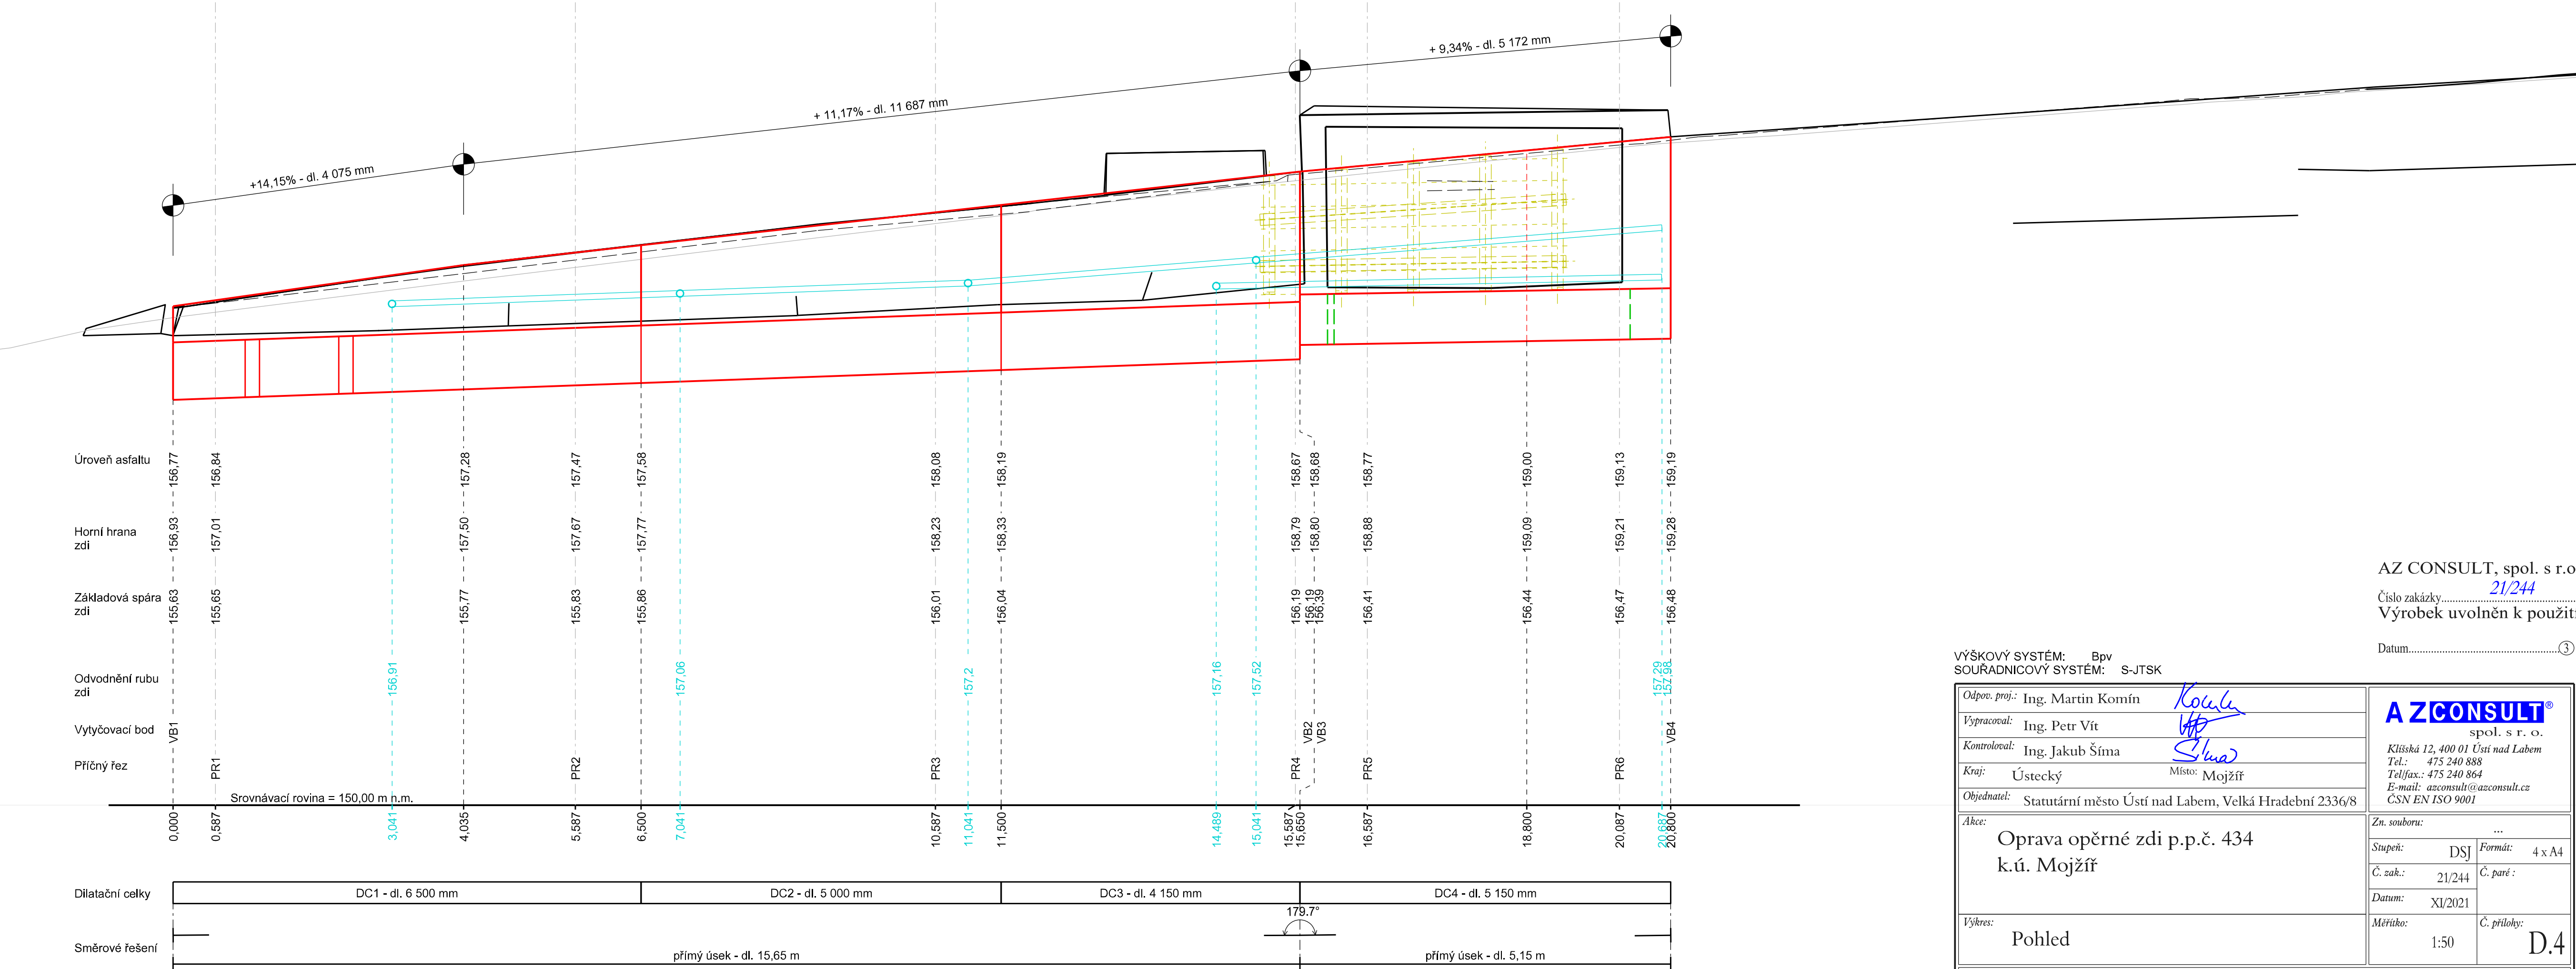 +14,15% - dl. 4 075 mm
+ 11,17% - dl. 11 687 mm
+ 9,34% - dl. 5 172 mm
Úroveň asfaltu
156,77 156,84 157,28 157,47 157,58 158,08 158,19 158,67 158,68 158,77 159,00 159,13 159,19
Horní hrana
zdi
156,93 157,01 157,50 157,67 157,77 158,23 158,33 158,79 158,80 158,88 159,09 159,21 159,28
Základová spára
zdi
155,63 155,65 155,77 155,83 155,86 156,01 156,04 156,19 156,19 156,39 156,41 156,44 156,47 156,48
Odvodnění rubu
zdi
156,91 157,06 157,2 157,16 157,52 157,29 157,98
Vytyčovací bod
VB1 VB2 VB3 VB4
Příčný řez
PR1 PR2 PR3 PR4 PR5 PR6
Srovnávací rovina = 150,00 m n.m.
0,000 0,587 3,041 4,035 5,587 6,500 7,041 10,587 11,041 11,500 14,489 15,041 15,587 15,650 16,587 18,800 20,087 20,687 20,800
Dilatační celky
DC1 - dl. 6 500 mm
DC2 - dl. 5 000 mm
DC3 - dl. 4 150 mm
DC4 - dl. 5 150 mm
179.7°
Směrové řešení
přímý úsek - dl. 15,65 m
přímý úsek - dl. 5,15 m
AZ CONSULT, spol. s r.o
Číslo zakázky 21/244
Výrobek uvolněn k použit
Datum 3
VÝŠKOVÝ SYSTÉM: Bpv
SOUŘADNICOVÝ SYSTÉM: S-JTSK
Odpov. proj.: Ing. Martin Komín
Vypracoval: Ing. Petr Vít
Kontroloval: Ing. Jakub Šíma
Kraj: Ústecký Místo: Mojžíř
Objednatel: Statutární město Ústí nad Labem, Velká Hradební 2336/8
AZ CONSULT®
spol. s r. o.
Klíšská 12, 400 01 Ústí nad Labem
Tel.: 475 240 888
Tel/fax.: 475 240 864
E-mail: azconsult@azconsult.cz
ČSN EN ISO 9001
Akce:
Oprava opěrné zdi p.p.č. 434
k.ú. Mojžíř
Zn. souboru:
...
Stupeň: DSJ Formát: 4 x A4
Č. zak.: 21/244 Č. paré :
Datum: XI/2021
Výkres:
Pohled
Měřítko:
1:50
Č. přílohy:
D.4